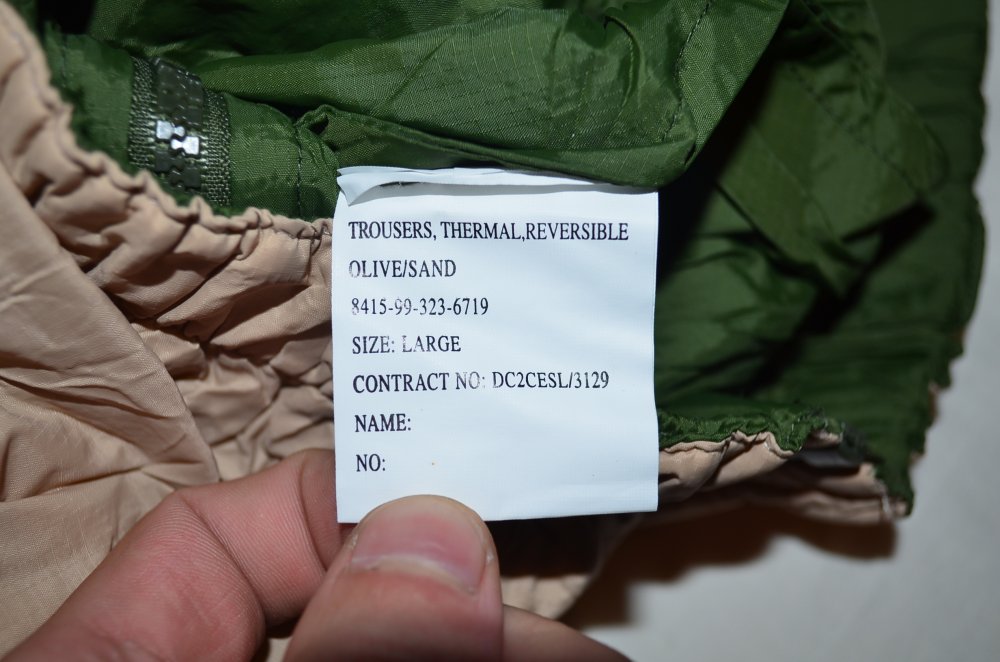 TROUSERS, THERMAL,REVERSIBLE
OLIVE/SAND
8415-99-323-6719
SIZE: LARGE
CONTRACT NO: DC2CESL/3129
NAME:
NO: